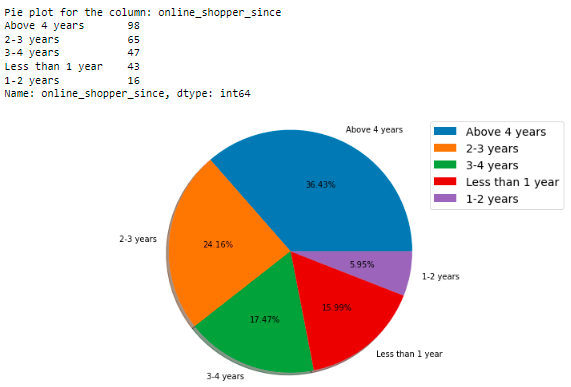 Pie plot for the column: online_shopper_since
Above 4 years 98
2-3 years 65
3-4 years 47
Less than 1 year 43
1-2 years 16
Name: online_shopper_since, dtype: int64
Above 4 years
Above 4 years
2-3 years
3-4 years
Less than 1 year
1-2 years
36.43%
2-3 years
24.16%
5.95%
1-2 years
17.47%
15.99%
Less than 1 year
3-4 years